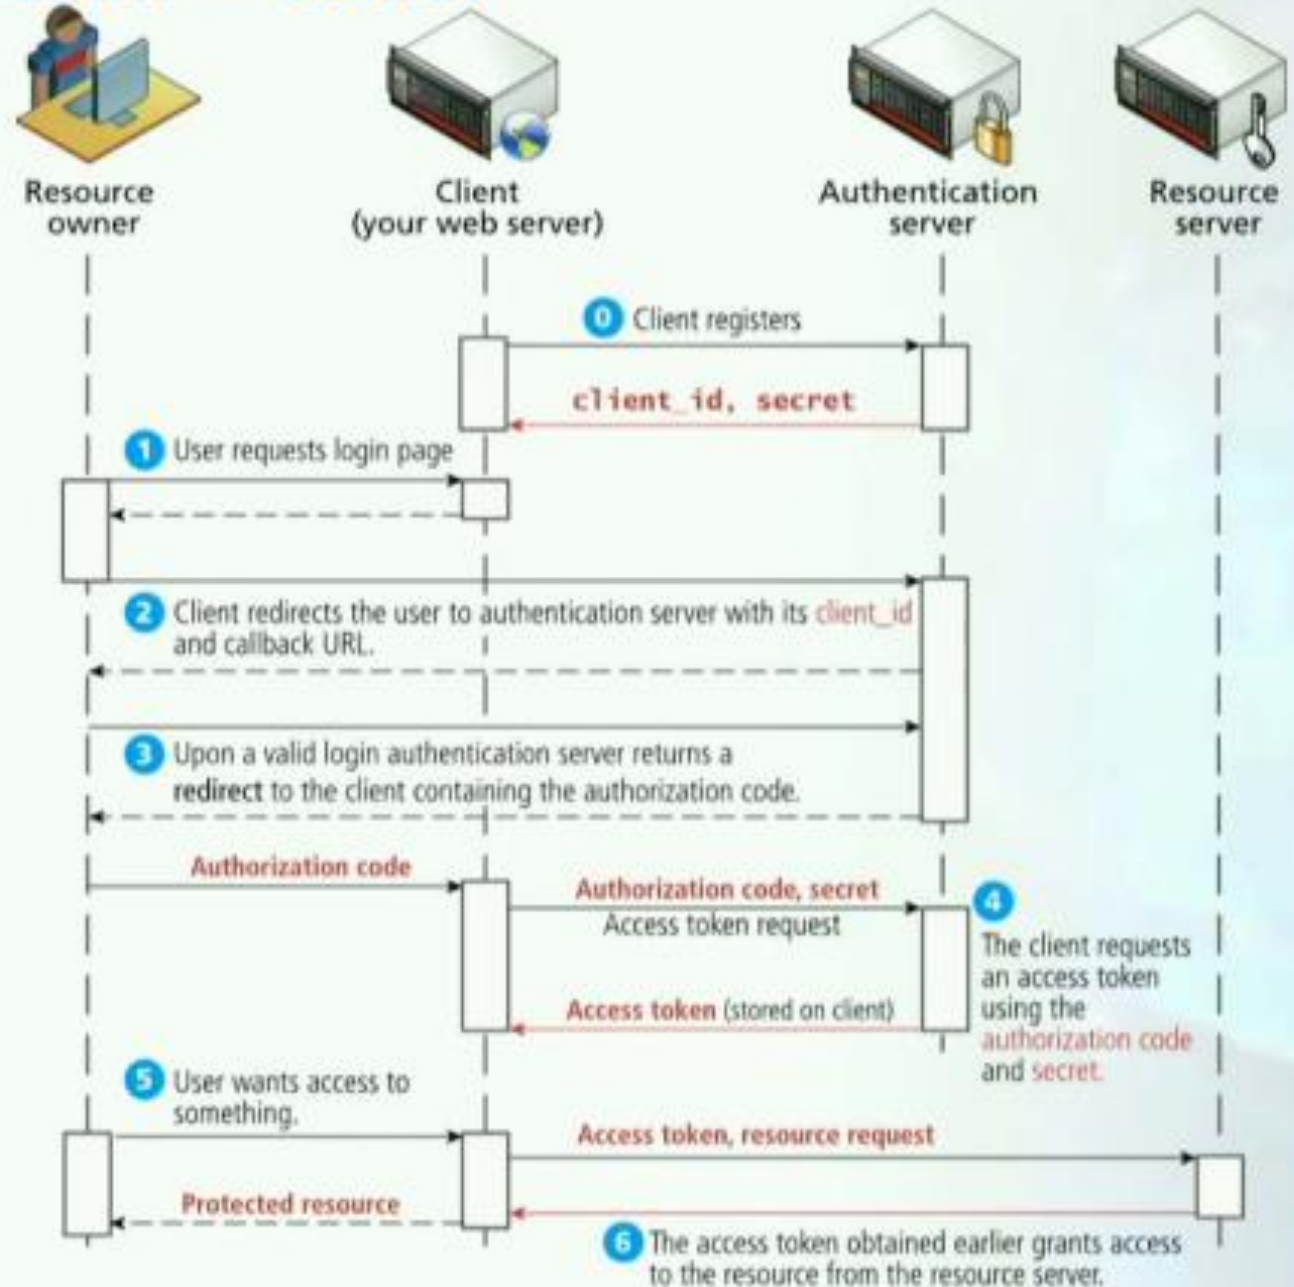 Resource
owner
Client
(your web server)
Authentication
server
Resource
server
0 Client registers
client_id, secret
1 User requests login page
2 Client redirects the user to authentication server with its client_id
and callback URL.
3 Upon a valid login authentication server returns a
redirect to the client containing the authorization code.
Authorization code
Authorization code, secret
Access token request
4
The client requests
an access token
using the
authorization code
and secret.
Access token (stored on client)
5 User wants access to
something.
Access token, resource request
Protected resource
6 The access token obtained earlier grants access
to the resource from the resource server.